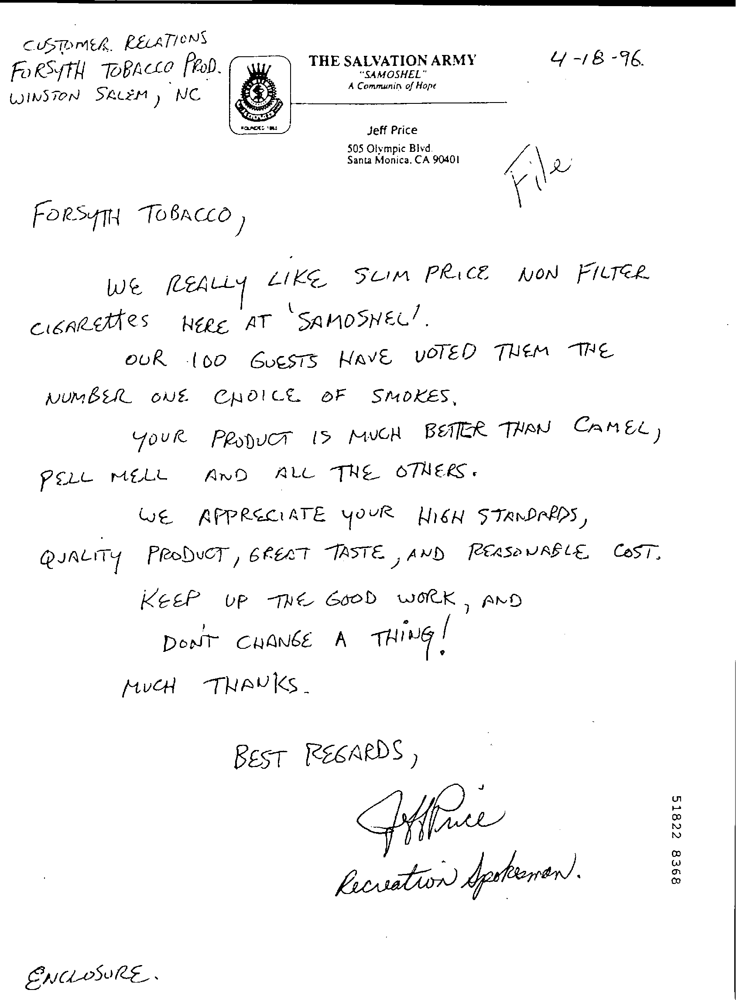 CUSTOMER RELATIONS
FORSYTH TOBACCO PROD.
WINSTON SALEM, NC
FOUNDED 1865
THE SALVATION ARMY
"SAMOSHEL"
A Community of Hope
4-18-96.
Jeff Price
505 Olympic Blvd.
Santa Monica, CA 90401
File
FORSYTH TOBACCO,
WE REALLY LIKE SLIM PRICE NON FILTER
CIGARETTES HERE AT 'SAMOSHEL'.
OUR 100 GUESTS HAVE VOTED THEM THE
NUMBER ONE CHOICE OF SMOKES.
YOUR PRODUCT IS MUCH BETTER THAN CAMEL,
PELL MELL AND ALL THE OTHERS.
WE APPRECIATE YOUR HIGH STANDARDS,
QUALITY PRODUCT, GREAT TASTE, AND REASONABLE COST.
KEEP UP THE GOOD WORK, AND
DON'T CHANGE A THING!
MUCH THANKS.
BEST REGARDS,
Jeff Price
Recreation Spokesman.
51822 8368
ENCLOSURE.